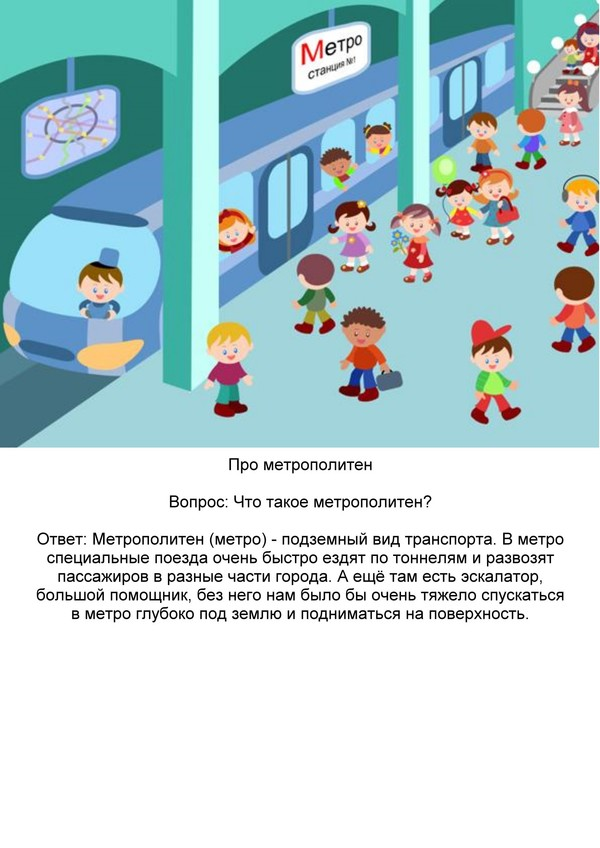 Метро
станция №1
Про метрополитен
Вопрос: Что такое метрополитен?
Ответ: Метрополитен (метро) - подземный вид транспорта. В метро
специальные поезда очень быстро ездят по тоннелям и развозят
пассажиров в разные части города. А ещё там есть эскалатор,
большой помощник, без него нам было бы очень тяжело спускаться
в метро глубоко под землю и подниматься на поверхность.